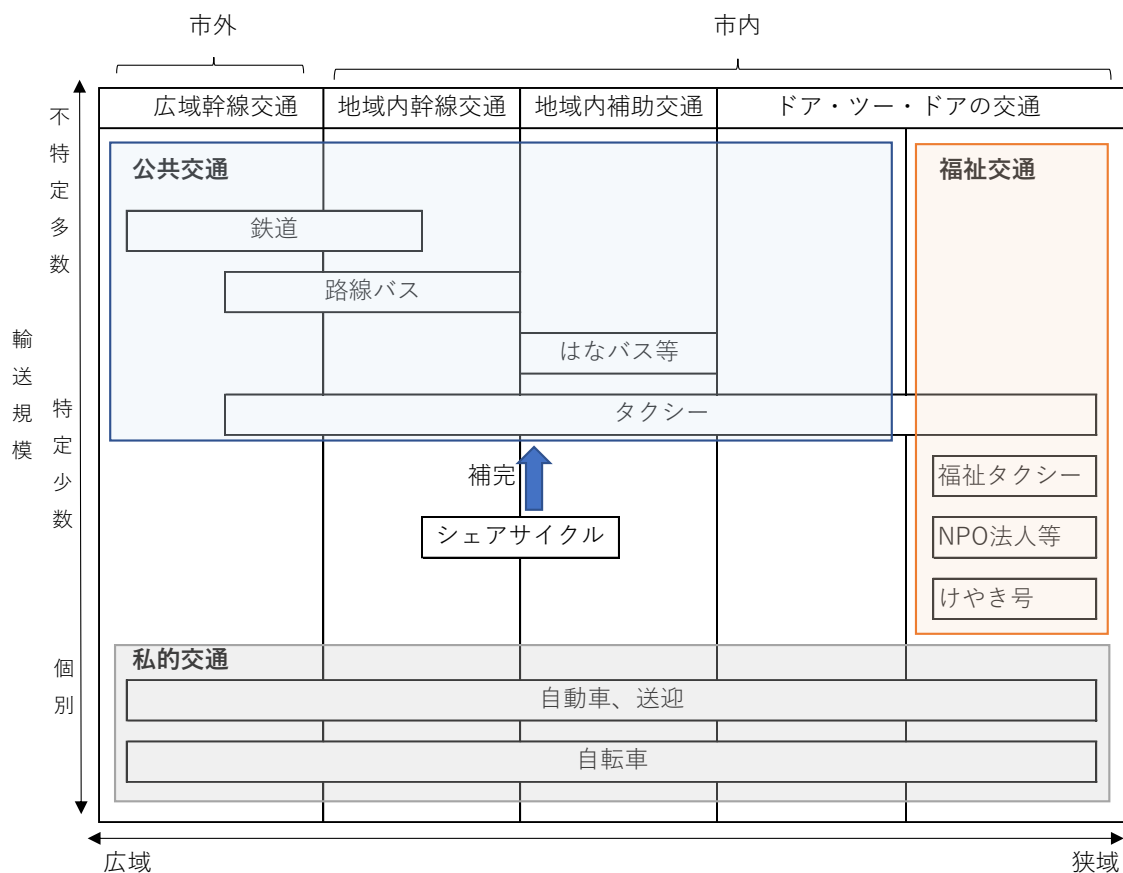 市外
市内
広域幹線交通
地域内幹線交通
地域内補助交通
ドア・ツー・ドアの交通
不特定多数
特定少数
個別
輸送規模
公共交通
福祉交通
鉄道
路線バス
はなバス等
タクシー
補完
福祉タクシー
シェアサイクル
NPO法人等
けやき号
私的交通
自動車、送迎
自転車
広域
狭域